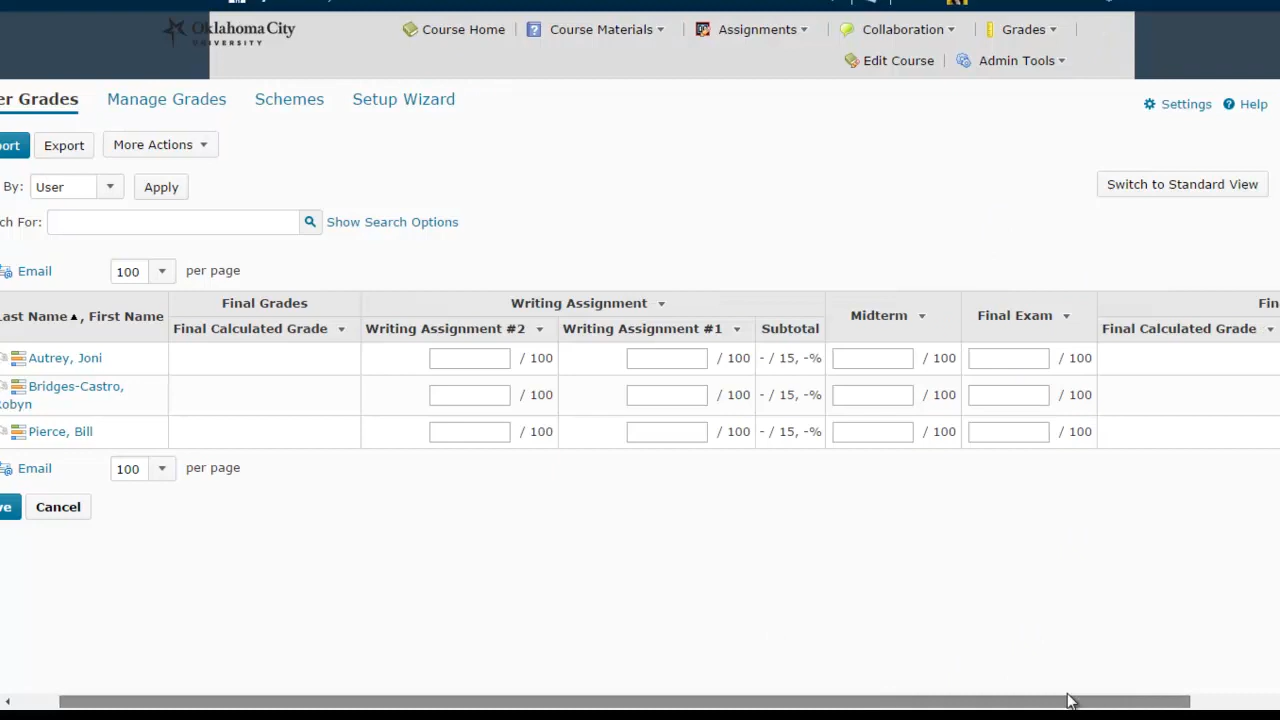 Oklahoma City
UNIVERSITY
Course Home
Course Materials
Assignments
Collaboration
Grades
Edit Course
Admin Tools
er Grades
Manage Grades
Schemes
Setup Wizard
Settings
Help
ort
Export
More Actions
By:
User
Apply
Switch to Standard View
ch For:
Show Search Options
Email
100
per page
Last Name ▲, First Name
Final Grades
Writing Assignment
Midterm
Final Exam
Fin
Final Calculated Grade
Writing Assignment #2
Writing Assignment #1
Subtotal
Final Calculated Grade
Autrey, Joni
/ 100
/ 100
- / 15, -%
/ 100
/ 100
Bridges-Castro,
obyn
/ 100
/ 100
- / 15, -%
/ 100
/ 100
Pierce, Bill
/ 100
/ 100
- / 15, -%
/ 100
/ 100
Email
100
per page
ve
Cancel